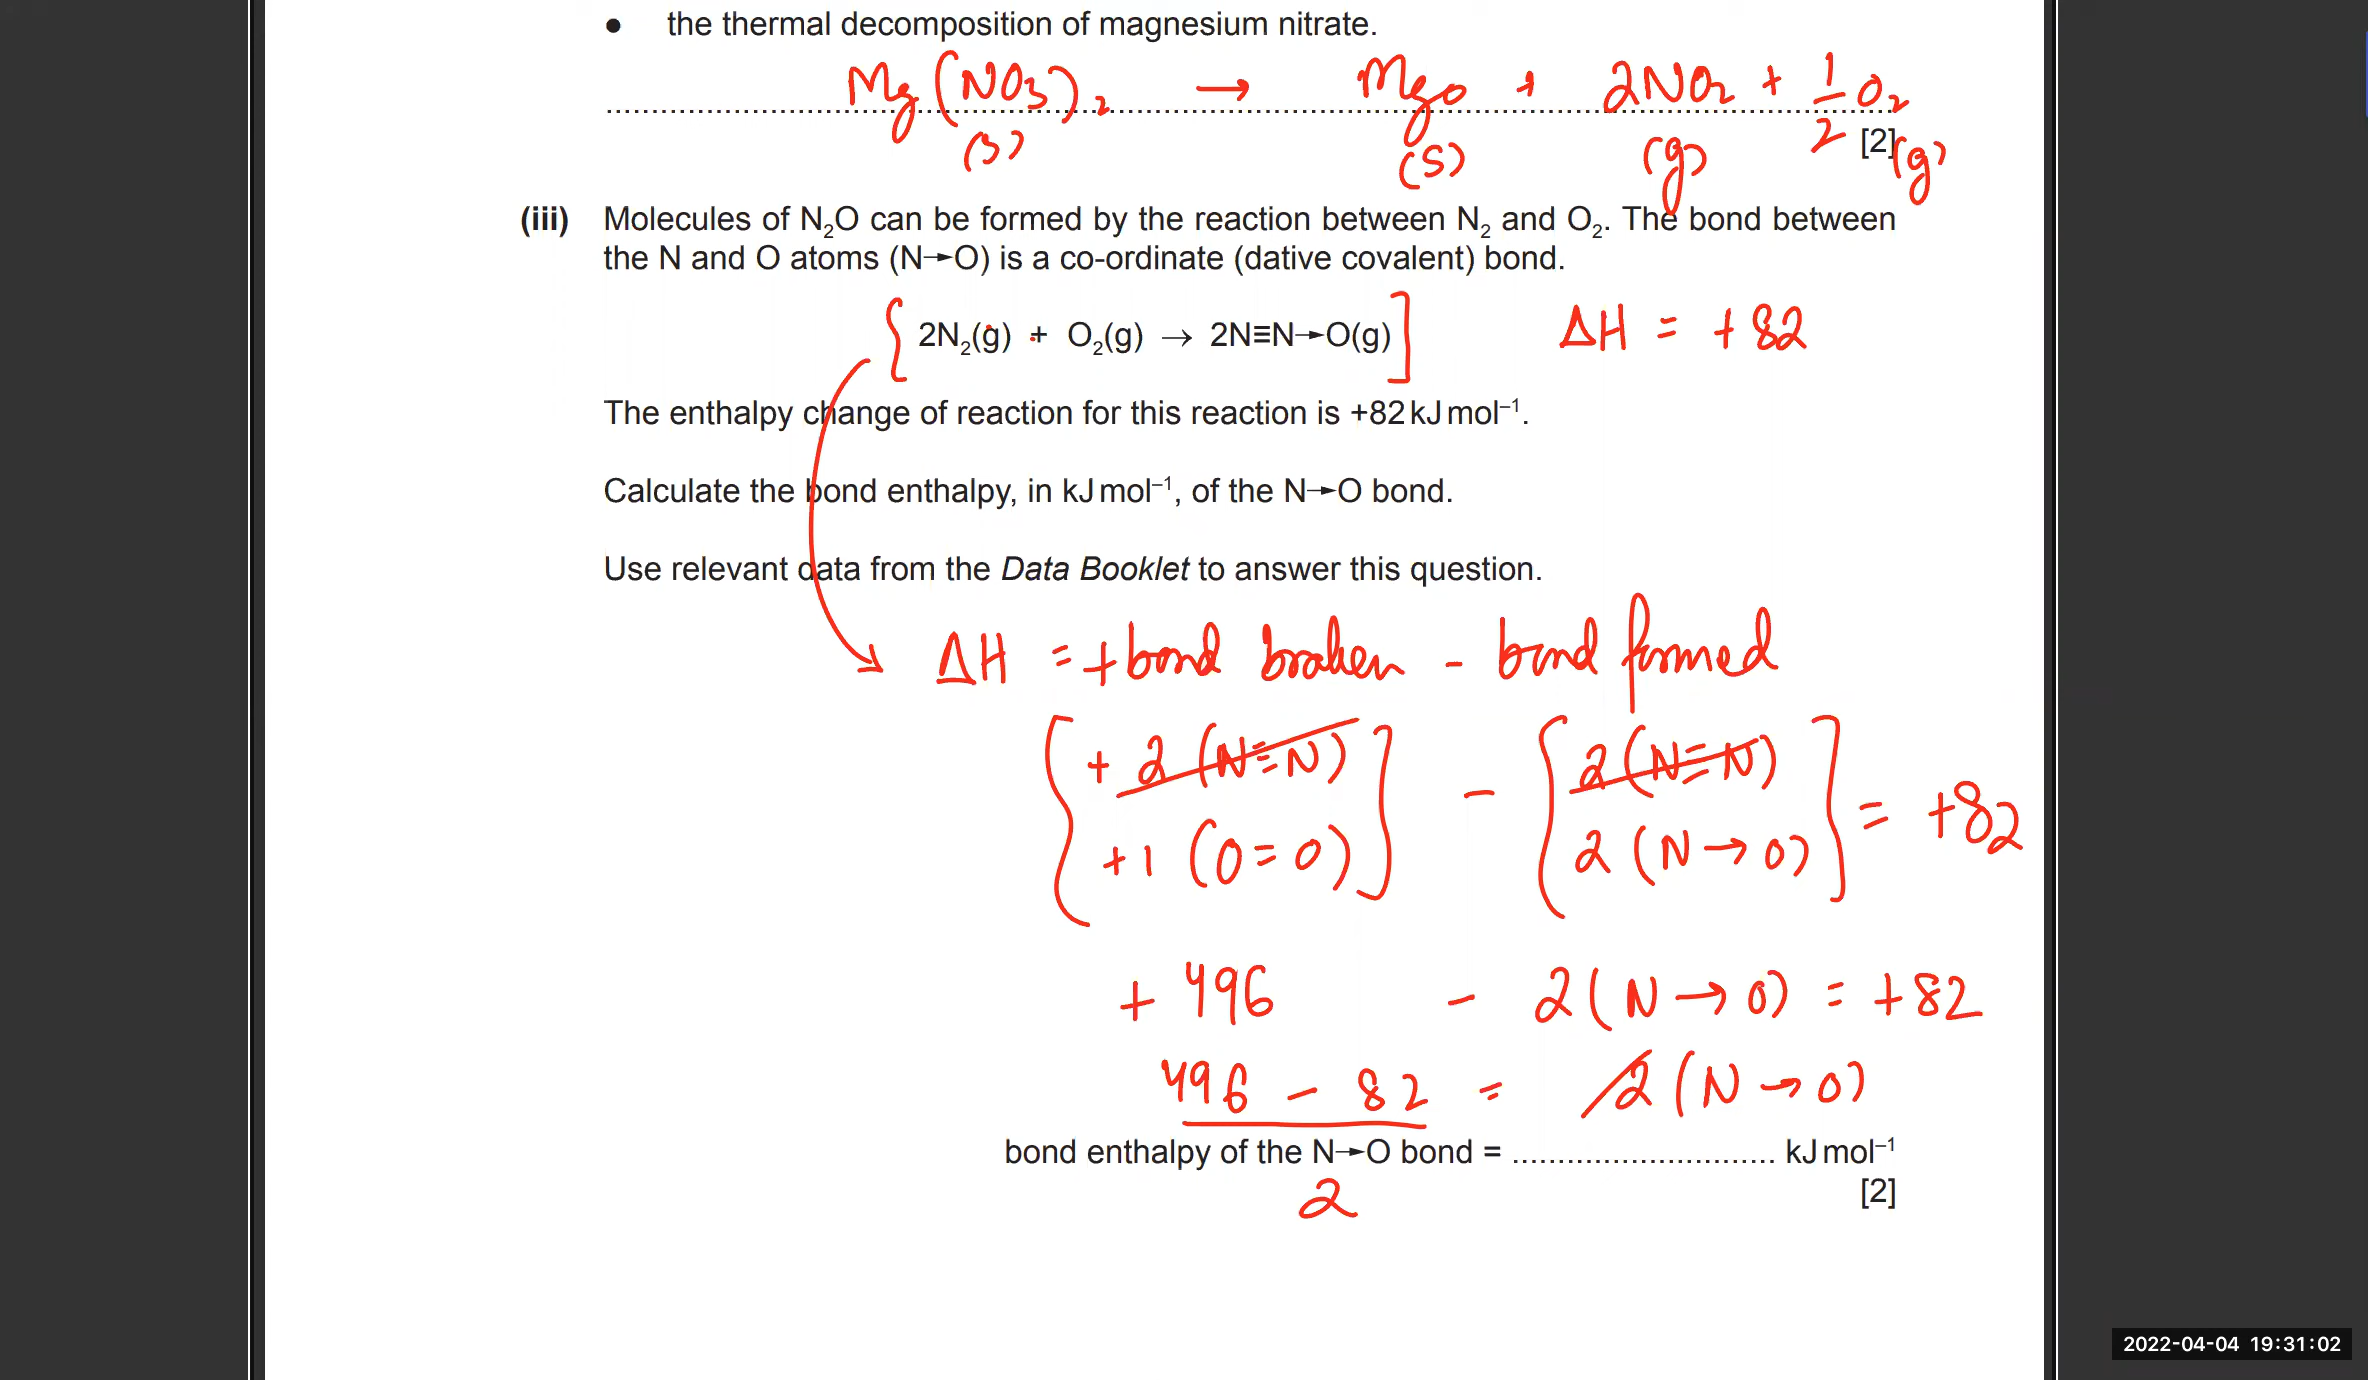 • the thermal decomposition of magnesium nitrate.
Mg(NO3)2 → MgO + 2NO2 + 1/2 O2
[2]
(s) (s) (g) (g)
(iii) Molecules of N₂O can be formed by the reaction between N₂ and O₂. The bond between
the N and O atoms (N→O) is a co-ordinate (dative covalent) bond.
{ 2N₂(g) + O₂(g) → 2N≡N→O(g) ] ΔH = +82
The enthalpy change of reaction for this reaction is +82 kJ mol⁻¹.
Calculate the bond enthalpy, in kJ mol⁻¹, of the N→O bond.
Use relevant data from the Data Booklet to answer this question.
ΔH = +bond broken - bond formed
+ 2 (N≡N) - 2(N≡N)
+1 (O=O) 2 (N→O) = +82
+ 496 - 2(N→O) = +82
496 - 82 = 2(N→O)
bond enthalpy of the N→O bond = ............................. kJ mol⁻¹
2 [2]
2022-04-04 19:31:02